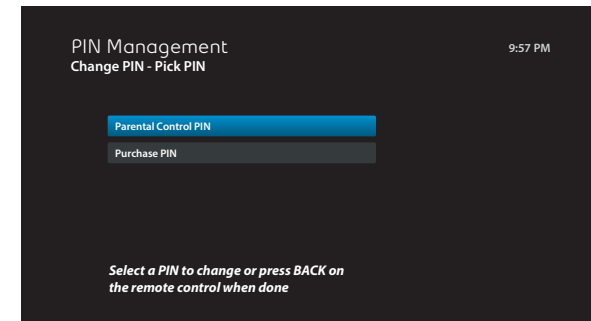 PIN Management
9:57 PM
Change PIN - Pick PIN
Parental Control PIN
Purchase PIN
Select a PIN to change or press BACK on
the remote control when done